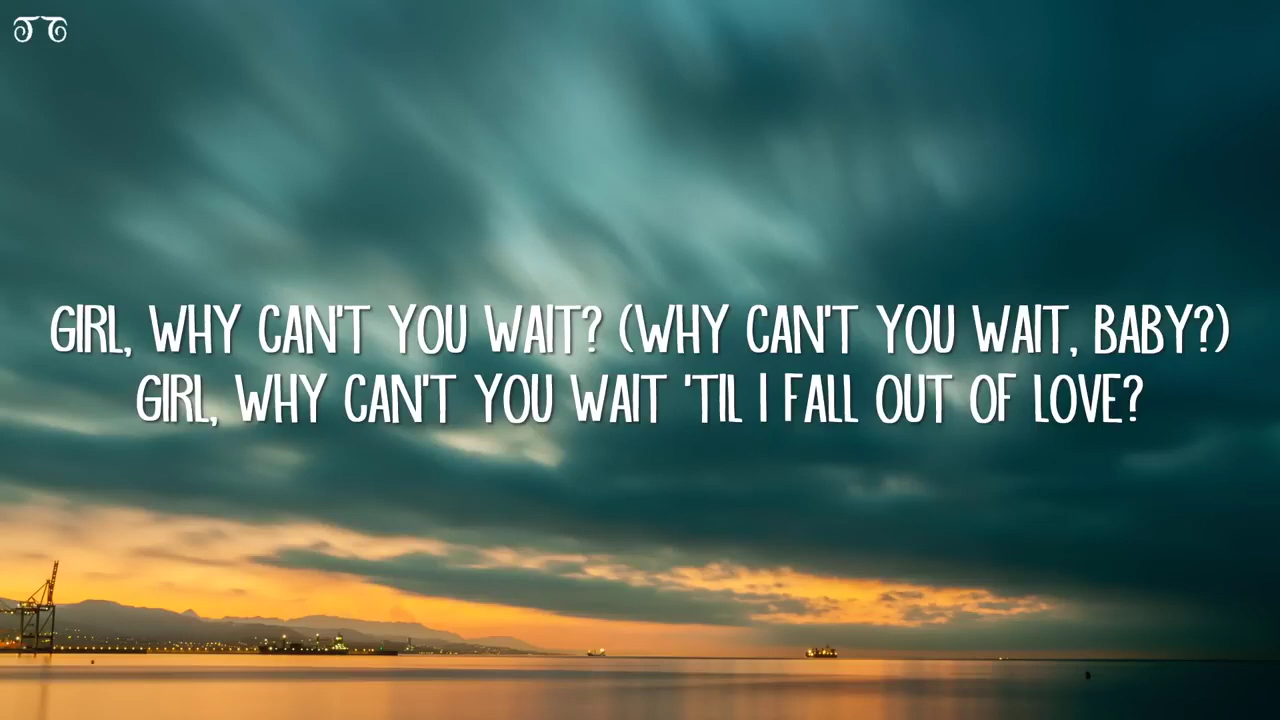 GIRL, WHY CAN'T YOU WAIT? (WHY CAN'T YOU WAIT, BABY?)
GIRL, WHY CAN'T YOU WAIT 'TIL I FALL OUT OF LOVE?